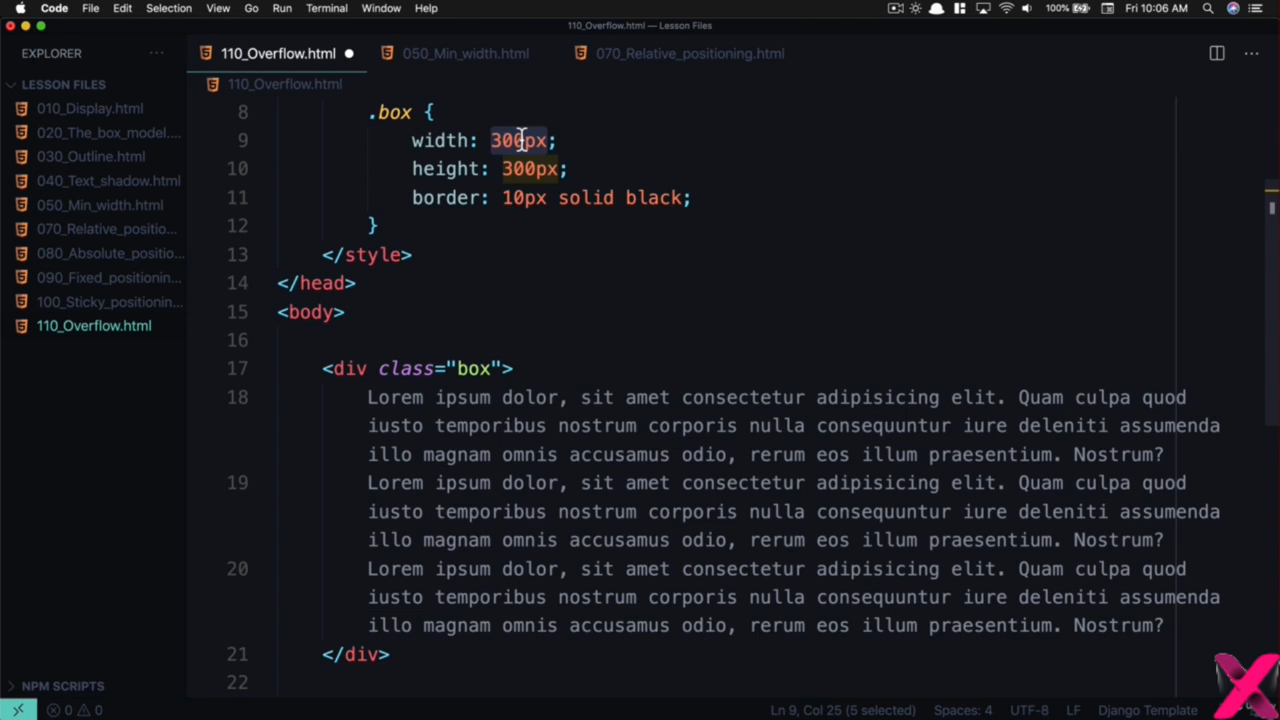 Code File Edit Selection View Go Run Terminal Window Help 100% Fri 10:06 AM
110_Overflow.html — Lesson Files
EXPLORER
110_Overflow.html
050_Min_width.html
070_Relative_positioning.html
LESSON FILES
110_Overflow.html
010_Display.html
020_The_box_model....
030_Outline.html
040_Text_shadow.html
050_Min_width.html
070_Relative_positio...
080_Absolute_positio...
090_Fixed_positionin...
100_Sticky_positionin...
110_Overflow.html
8 .box {
9 width: 300px;
10 height: 300px;
11 border: 10px solid black;
12 }
13 </style>
14 </head>
15 <body>
16
17 <div class="box">
18 Lorem ipsum dolor, sit amet consectetur adipisicing elit. Quam culpa quod
iusto temporibus nostrum corporis nulla consequuntur iure deleniti assumenda
illo magnam omnis accusamus odio, rerum eos illum praesentium. Nostrum?
19 Lorem ipsum dolor, sit amet consectetur adipisicing elit. Quam culpa quod
iusto temporibus nostrum corporis nulla consequuntur iure deleniti assumenda
illo magnam omnis accusamus odio, rerum eos illum praesentium. Nostrum?
20 Lorem ipsum dolor, sit amet consectetur adipisicing elit. Quam culpa quod
iusto temporibus nostrum corporis nulla consequuntur iure deleniti assumenda
illo magnam omnis accusamus odio, rerum eos illum praesentium. Nostrum?
21 </div>
22
NPM SCRIPTS
0 0 Ln 9, Col 25 (5 selected) Spaces: 4 UTF-8 LF Django Template